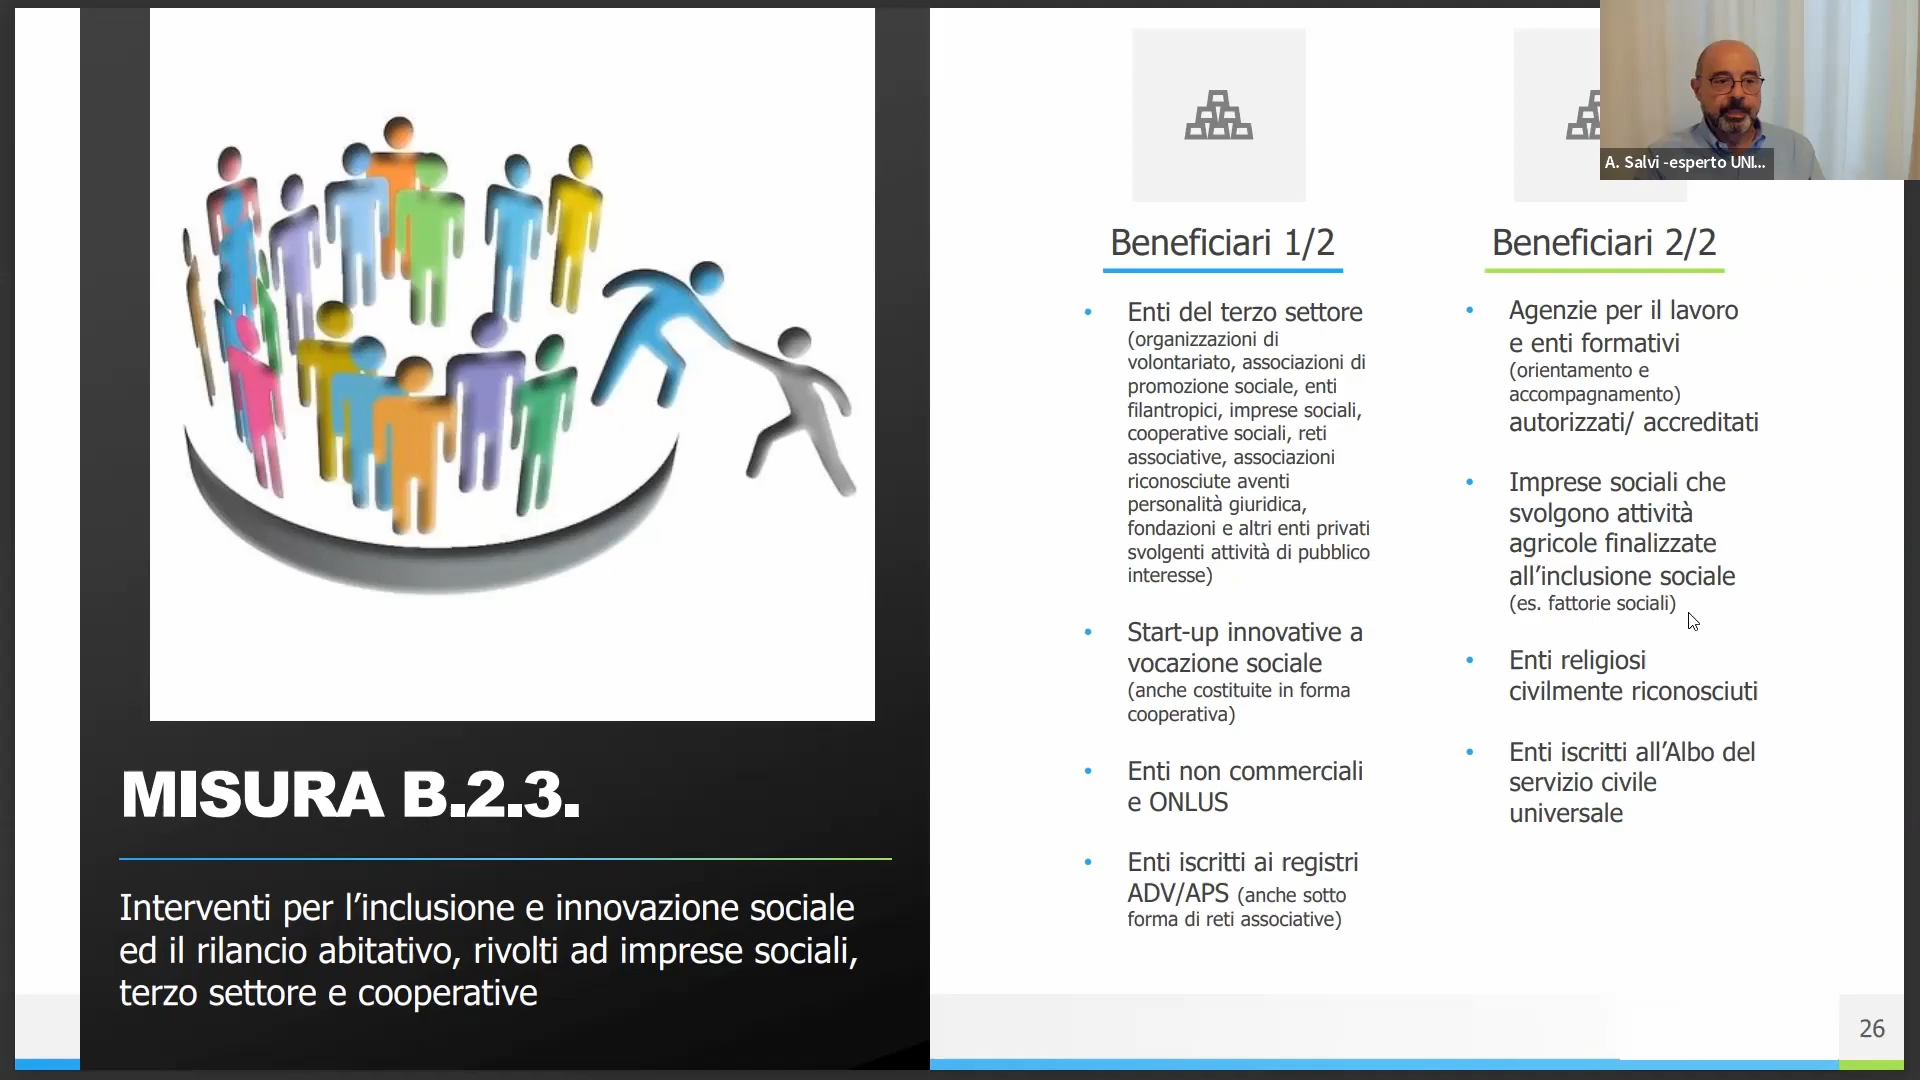 MISURA B.2.3.
Interventi per l’inclusione e innovazione sociale
ed il rilancio abitativo, rivolti ad imprese sociali,
terzo settore e cooperative
Beneficiari 1/2
• Enti del terzo settore
(organizzazioni di
volontariato, associazioni di
promozione sociale, enti
filantropici, imprese sociali,
cooperative sociali, reti
associative, associazioni
riconosciute aventi
personalità giuridica,
fondazioni e altri enti privati
svolgenti attività di pubblico
interesse)
• Start-up innovative a
vocazione sociale
(anche costituite in forma
cooperativa)
• Enti non commerciali
e ONLUS
• Enti iscritti ai registri
ADV/APS (anche sotto
forma di reti associative)
Beneficiari 2/2
• Agenzie per il lavoro
e enti formativi
(orientamento e
accompagnamento)
autorizzati/ accreditati
• Imprese sociali che
svolgono attività
agricole finalizzate
all’inclusione sociale
(es. fattorie sociali)
• Enti religiosi
civilmente riconosciuti
• Enti iscritti all’Albo del
servizio civile
universale
A. Salvi -esperto UNI...
26